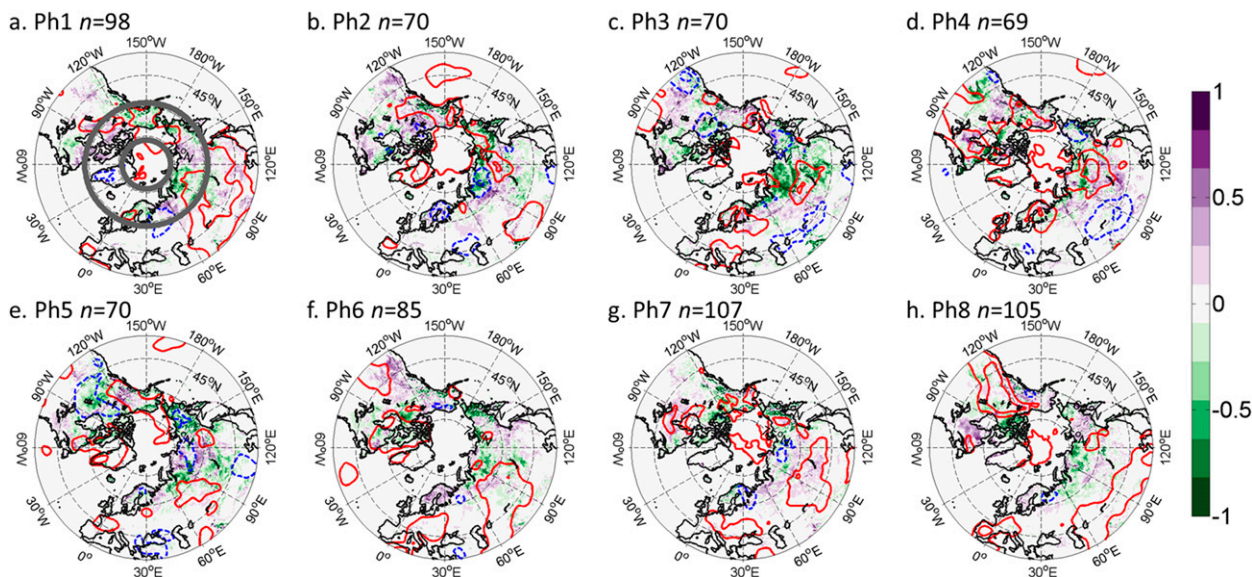 a. Ph1 n=98
150°W
120°W
180°W
90°W
45°N
150°E
60°W
120°E
30°W
90°E
0°
60°E
30°E
b. Ph2 n=70
150°W
120°W
180°W
90°W
45°N
150°E
60°W
120°E
30°W
90°E
0°
60°E
30°E
c. Ph3 n=70
150°W
120°W
180°W
90°W
45°N
150°E
60°W
120°E
30°W
90°E
0°
60°E
30°E
d. Ph4 n=69
150°W
120°W
180°W
90°W
45°N
150°E
60°W
120°E
30°W
90°E
0°
60°E
30°E
e. Ph5 n=70
150°W
120°W
180°W
90°W
45°N
150°E
60°W
120°E
30°W
90°E
0°
60°E
30°E
f. Ph6 n=85
150°W
120°W
180°W
90°W
45°N
150°E
60°W
120°E
30°W
90°E
0°
60°E
30°E
g. Ph7 n=107
150°W
120°W
180°W
90°W
45°N
150°E
60°W
120°E
30°W
90°E
0°
60°E
30°E
h. Ph8 n=105
150°W
120°W
180°W
90°W
45°N
150°E
60°W
120°E
30°W
90°E
0°
60°E
30°E
1
0.5
0
-0.5
-1